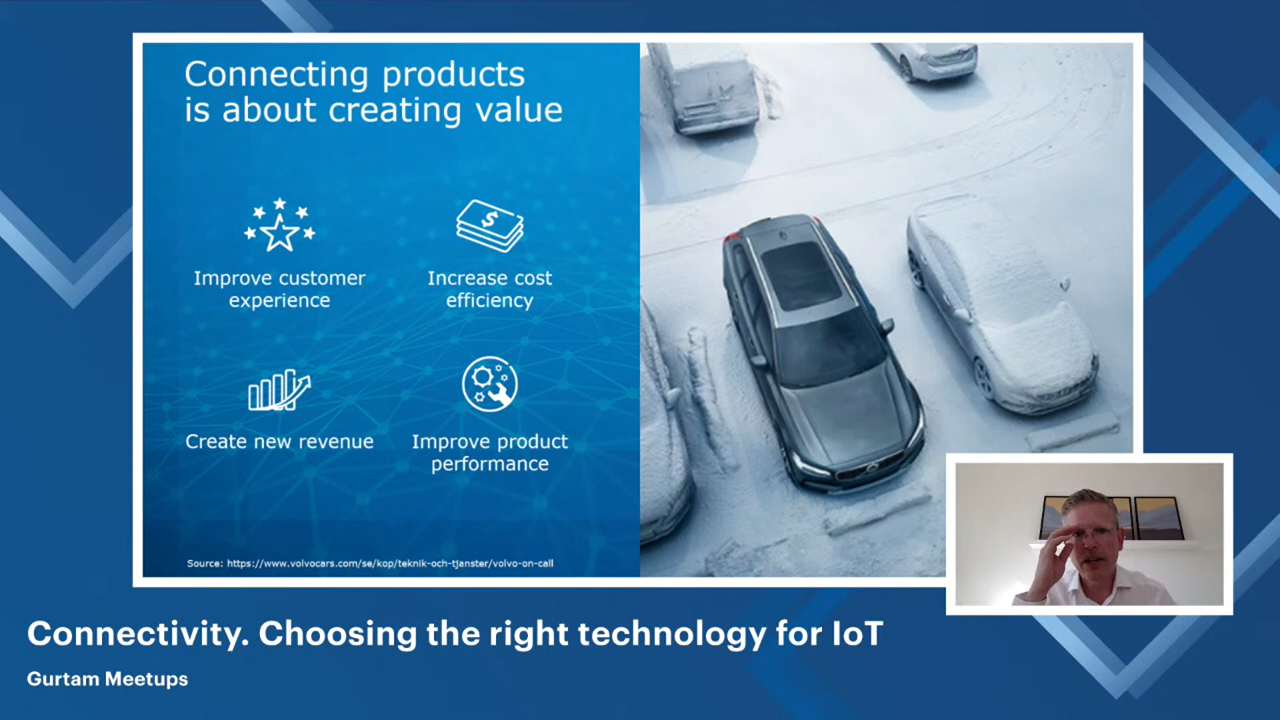 Connecting products
is about creating value
Improve customer
experience
Increase cost
efficiency
Create new revenue
Improve product
performance
Source: https://www.volvocars.com/se/kop/teknik-och-tjanster/volvo-on-call
Connectivity. Choosing the right technology for IoT
Gurtam Meetups